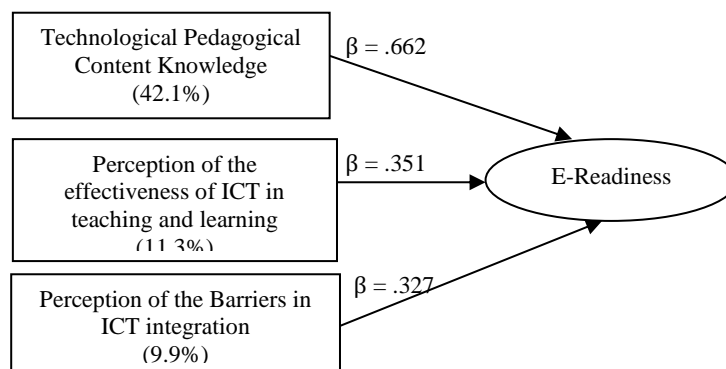 Technological Pedagogical
Content Knowledge
(42.1%)
β = .662
Perception of the
effectiveness of ICT in
teaching and learning
(11.3%)
β = .351
E-Readiness
Perception of the Barriers in
ICT integration
(9.9%)
β = .327